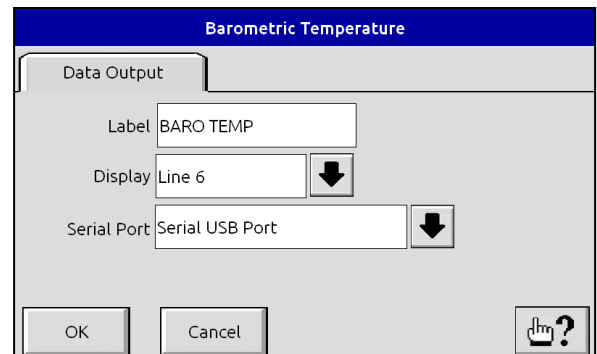 Barometric Temperature
Data Output
Label BARO TEMP
Display Line 6
Serial Port Serial USB Port
OK Cancel ?